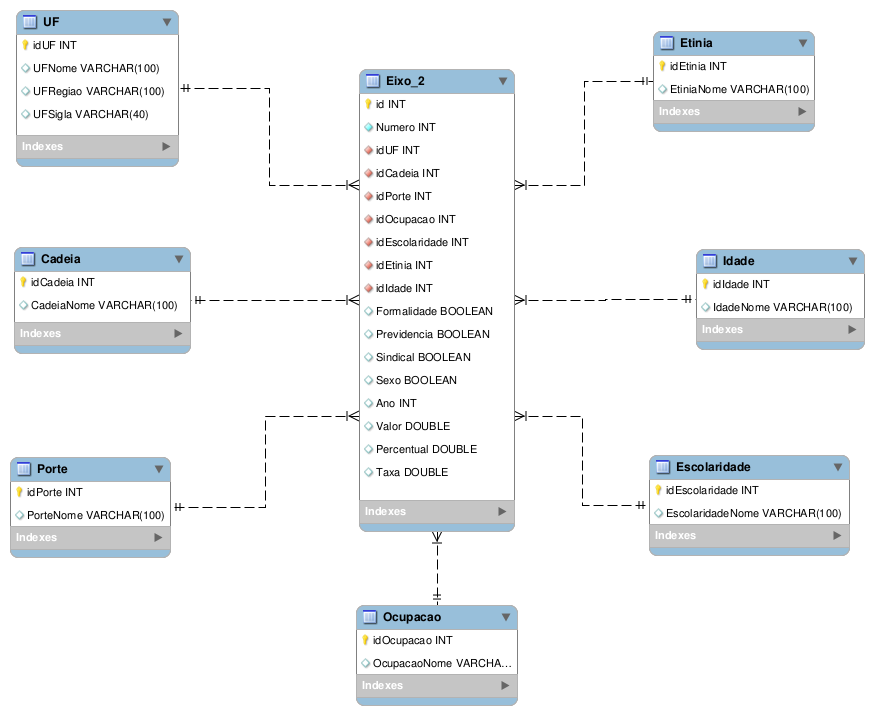 UF
idUF INT
UFNome VARCHAR(100)
UFRegiao VARCHAR(100)
UFSigla VARCHAR(40)
Indexes
Cadeia
idCadeia INT
CadeiaNome VARCHAR(100)
Indexes
Porte
idPorte INT
PorteNome VARCHAR(100)
Indexes
Eixo_2
id INT
Numero INT
idUF INT
idCadeia INT
idPorte INT
idOcupacao INT
idEscolaridade INT
idEtinia INT
idIdade INT
Formalidade BOOLEAN
Previdencia BOOLEAN
Sindical BOOLEAN
Sexo BOOLEAN
Ano INT
Valor DOUBLE
Percentual DOUBLE
Taxa DOUBLE
Indexes
Ocupacao
idOcupacao INT
OcupacaoNome VARCHA...
Indexes
Etinia
idEtinia INT
EtiniaNome VARCHAR(100)
Indexes
Idade
idIdade INT
IdadeNome VARCHAR(100)
Indexes
Escolaridade
idEscolaridade INT
EscolaridadeNome VARCHAR(100)
Indexes